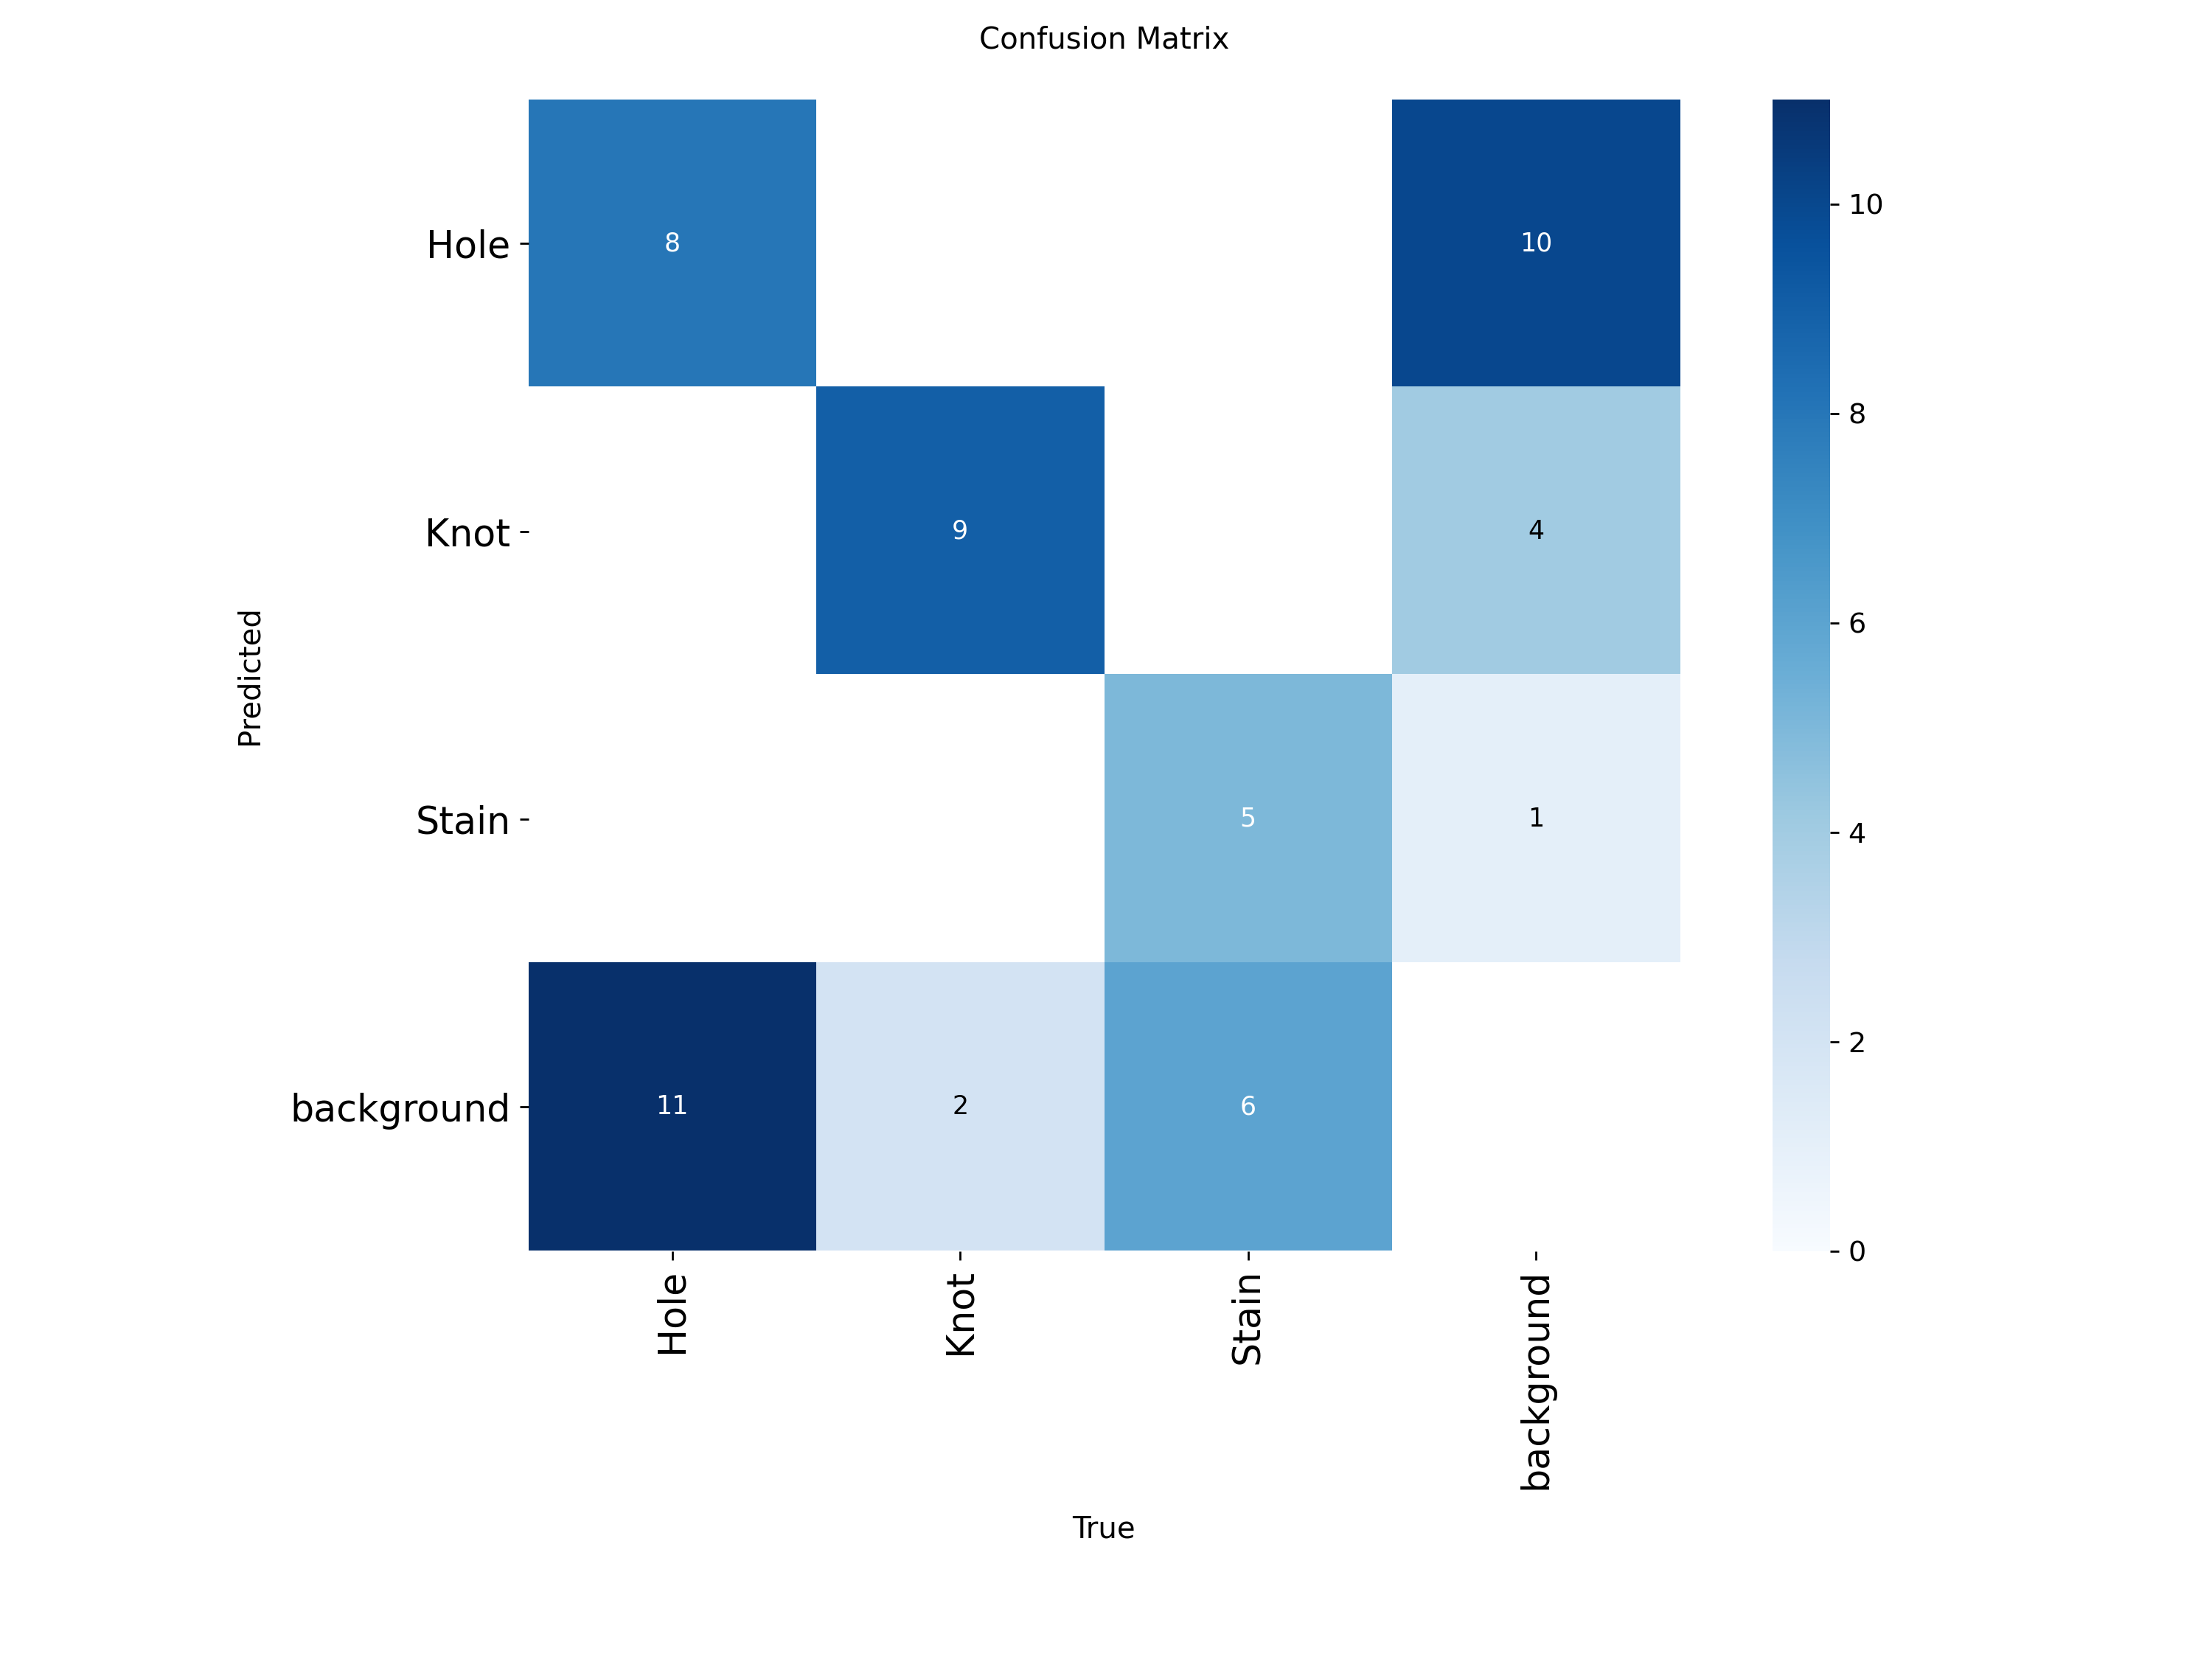 Confusion Matrix
Hole
8
10
10
Knot
9
4
8
Predicted
6
Stain
5
1
4
background
11
2
6
2
0
Hole
Knot
Stain
background
True